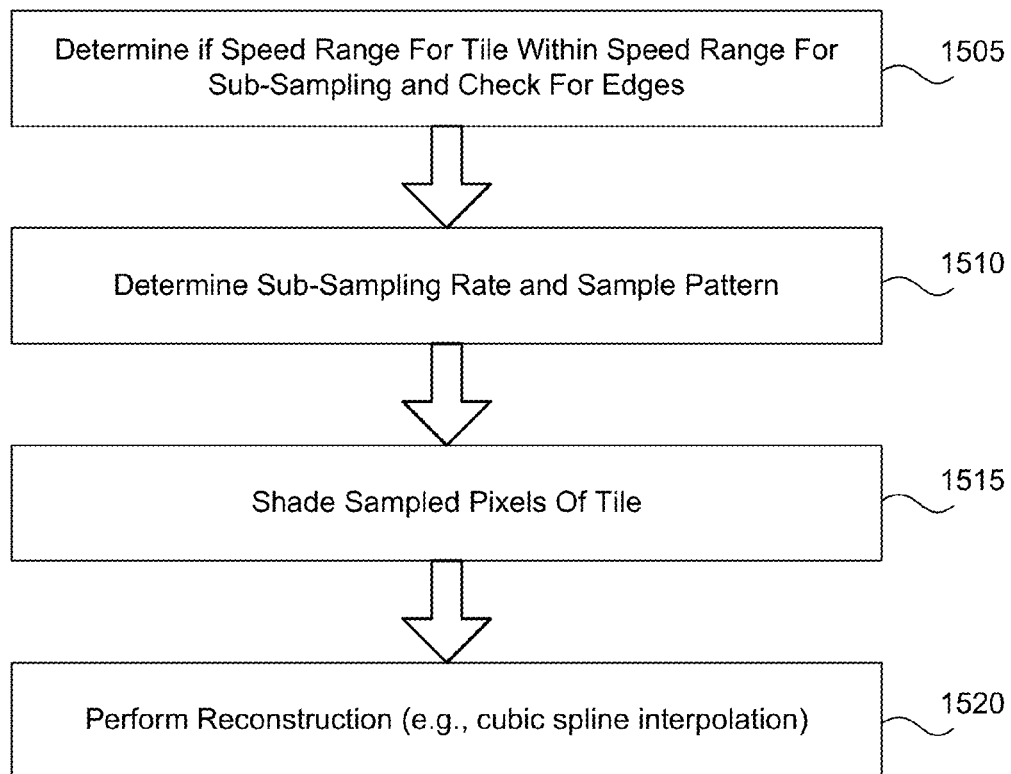 Determine if Speed Range For Tile Within Speed Range For
Sub-Sampling and Check For Edges
1505
Determine Sub-Sampling Rate and Sample Pattern
1510
Shade Sampled Pixels Of Tile
1515
Perform Reconstruction (e.g., cubic spline interpolation)
1520